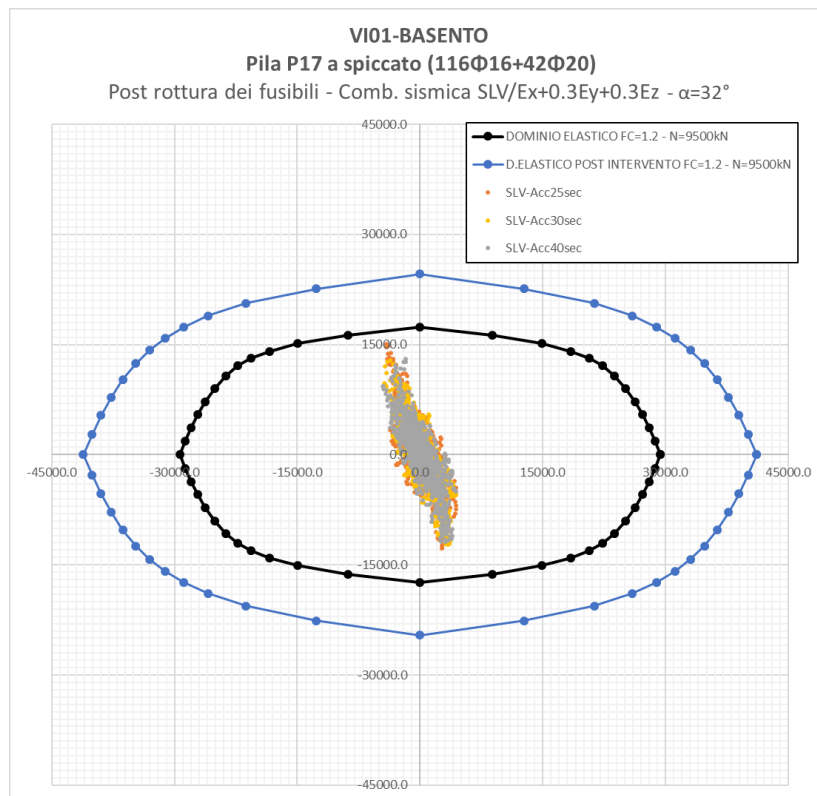 VI01-BASENTO
Pila P17 a spiccato (116Φ16+42Φ20)
Post rottura dei fusibili - Comb. sismica SLV/Ex+0.3Ey+0.3Ez - α=32°
45000.0
DOMINIO ELASTICO FC=1.2 - N=9500kN
D.ELASTICO POST INTERVENTO FC=1.2 - N=9500kN
SLV-Acc25sec
SLV-Acc30sec
SLV-Acc40sec
30000.0
15000.0
0.0
-45000.0 -30000.0 -15000.0 0.0 15000.0 30000.0 45000.0
-15000.0
-30000.0
-45000.0